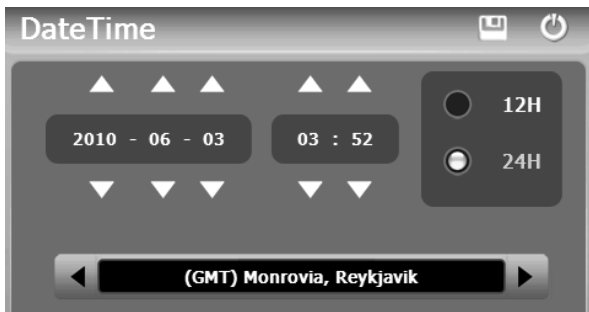 DateTime
2010 - 06 - 03 03 : 52
12H
24H
(GMT) Monrovia, Reykjavik